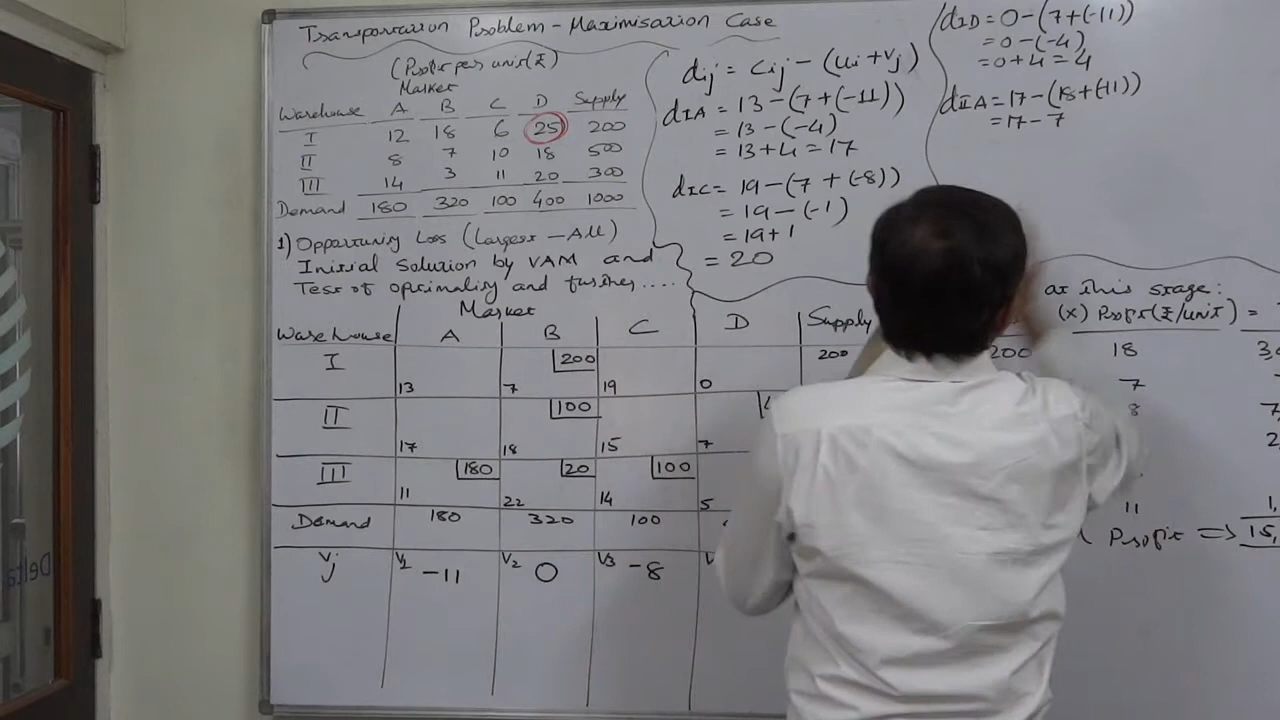 Transportation Problem - Maximisation Case
(Profit per unit (₹)
Market
Warehouse A B C D Supply
I 12 18 6 25 200
II 8 7 10 18 500
III 14 3 11 20 300
Demand 180 320 100 400 1000
1) Opportunity Loss (Largest - All)
Initial Solution by VAM and
Test of optimality and further....
dij = Cij - (ui + vj)
dIA = 13 - (7 + (-11))
= 13 - (-4)
= 13 + 4 = 17
dIC = 19 - (7 + (-8))
= 19 - (-1)
= 19 + 1
= 20
dID = 0 - (7 + (-11))
= 0 - (-4)
= 0 + 4 = 4
dIIA = 17 - (18 + (-11))
= 17 - 7
Market
Warehouse A B C D Supply
I 200 200
13 7 19 0
II 100
17 18 15 7
III 180 20 100
11 22 14 5
Demand 180 320 100
Vj V1 -11 V2 0 V3 -8 V
at this stage:
(x) Profit (₹/unit) =
200 18
7
8
11
Profit ⇒ 15,
Delta